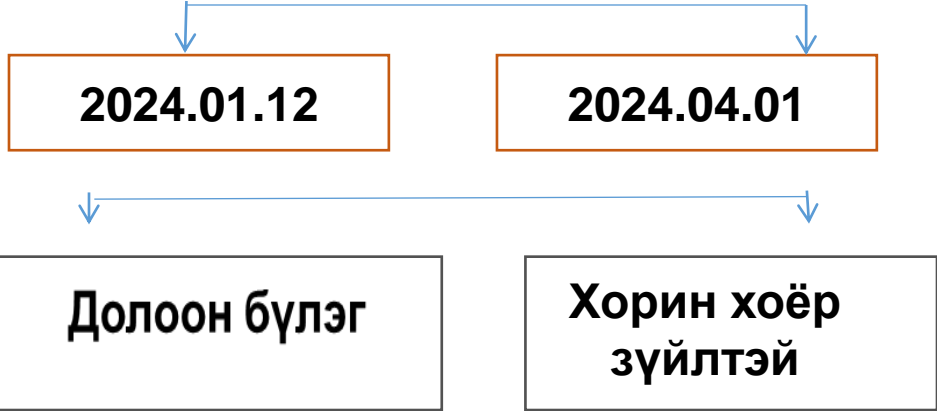 2024.01.12
2024.04.01
Долоон бүлэг
Хорин хоёр
зүйлтэй